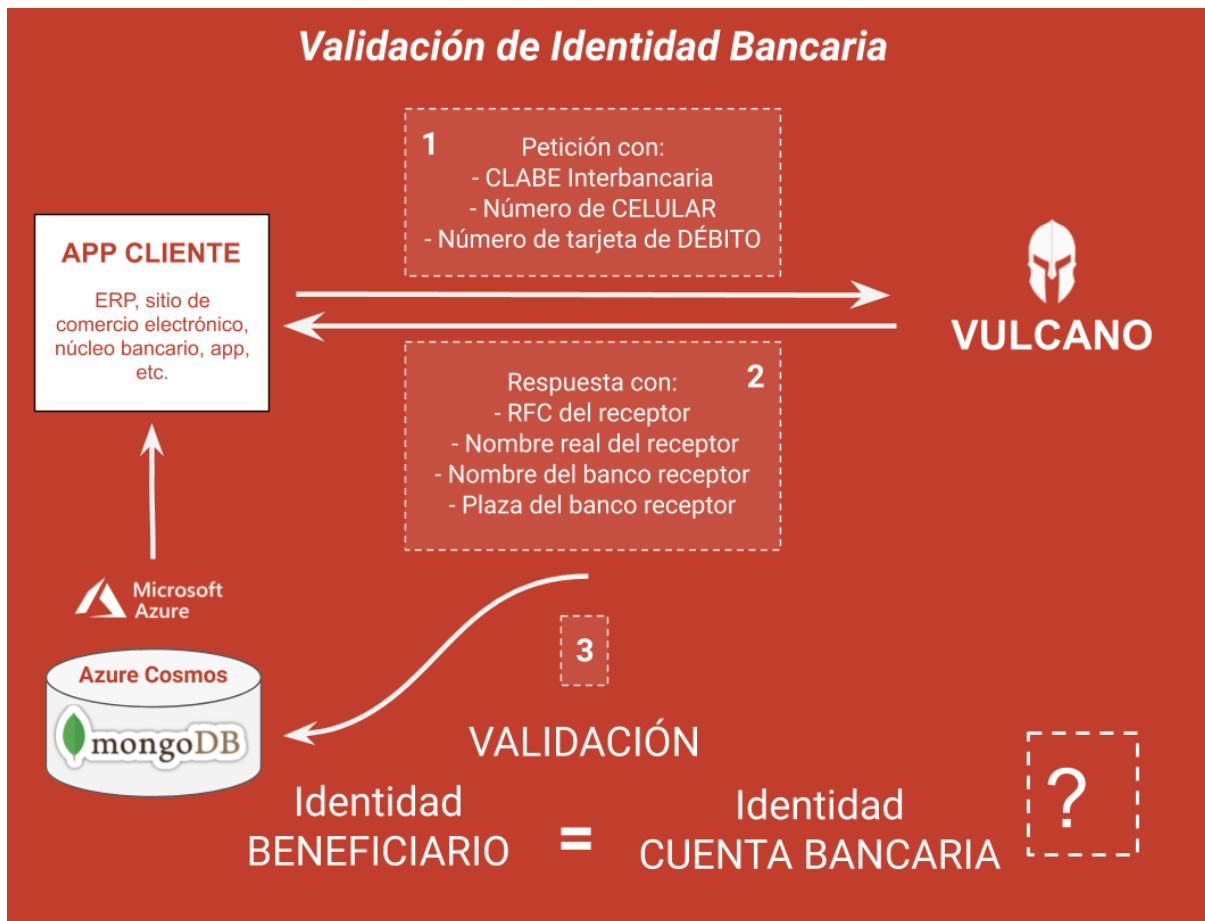 Validación de Identidad Bancaria
1
Petición con:
- CLABE Interbancaria
- Número de CELULAR
- Número de tarjeta de DÉBITO
APP CLIENTE
ERP, sitio de
comercio electrónico,
núcleo bancario, app,
etc.
VULCANO
2
Respuesta con:
- RFC del receptor
- Nombre real del receptor
- Nombre del banco receptor
- Plaza del banco receptor
Microsoft
Azure
3
Azure Cosmos
mongoDB
VALIDACIÓN
Identidad
BENEFICIARIO
=
Identidad
CUENTA BANCARIA
?